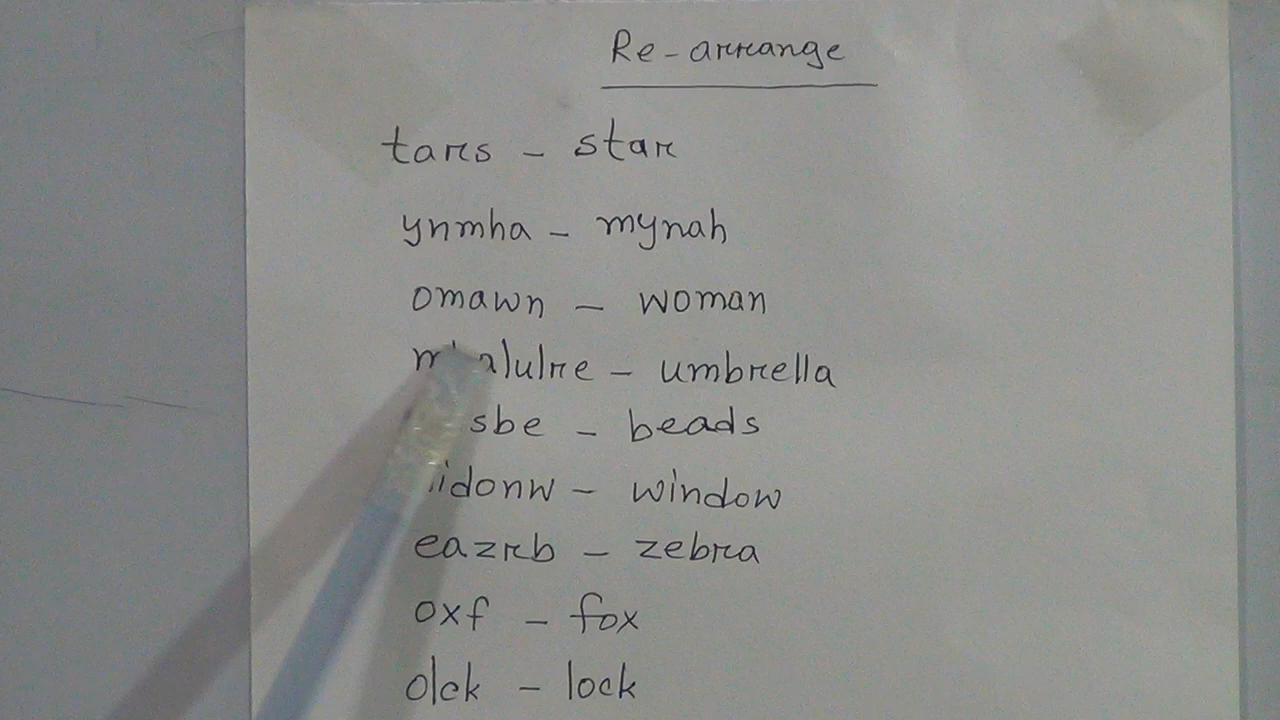 Re-arrange
tars - star
ynmha - mynah
omawn - woman
- umbrella
- beads
- window
eazrb - zebra
oxf - fox
olck - lock